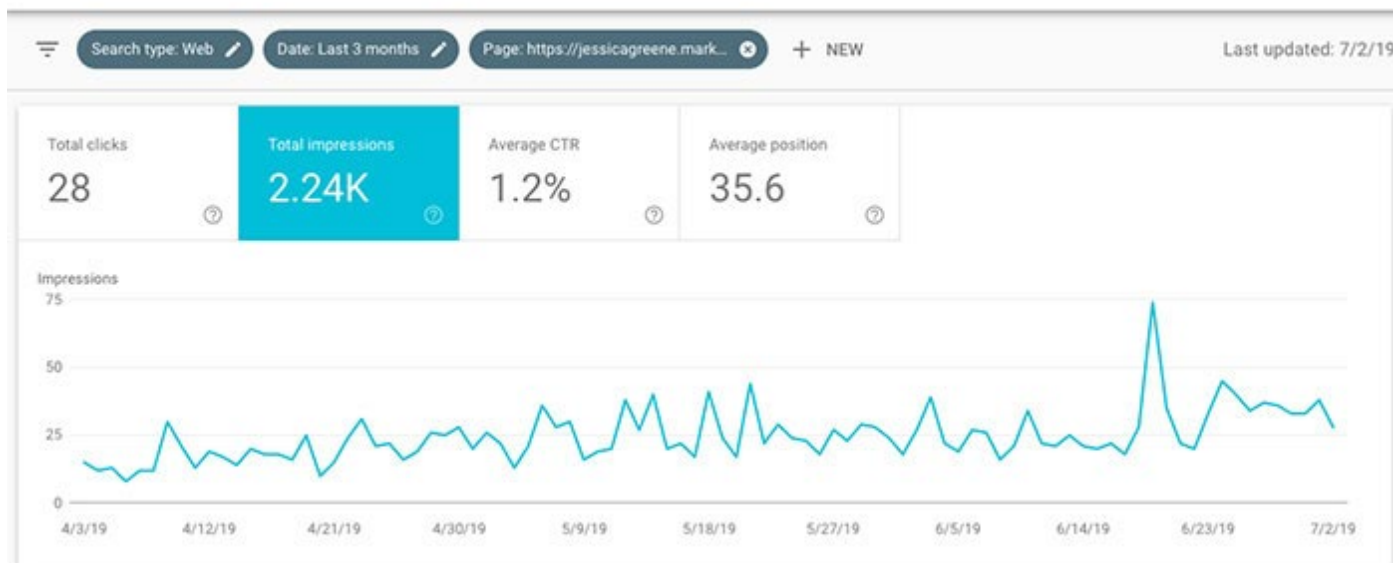 Search type: Web Date: Last 3 months Page: https://jessicagreene.mark... + NEW Last updated: 7/2/19
Total clicks Total impressions Average CTR Average position
28 2.24K 1.2% 35.6
Impressions
75
50
25
0
4/3/19 4/12/19 4/21/19 4/30/19 5/9/19 5/18/19 5/27/19 6/5/19 6/14/19 6/23/19 7/2/19